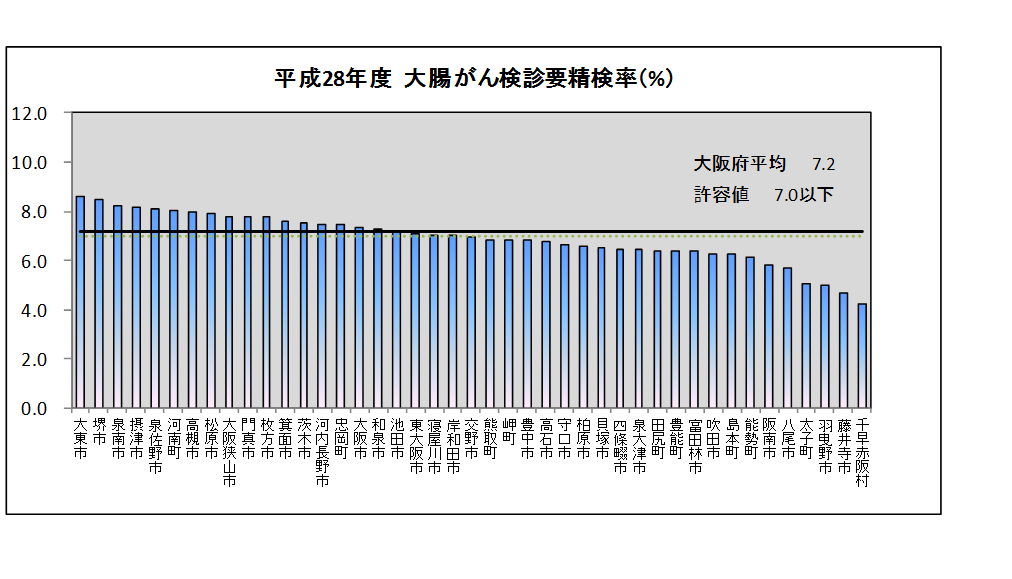 平成28年度 大腸がん検診要精検率(%)
12.0
10.0
8.0
6.0
4.0
2.0
0.0
大阪府平均 7.2
許容値 7.0以下
大東市
堺市
泉南市
摂津市
泉佐野市
河南町
高槻市
松原市
大阪狭山市
門真市
枚方市
箕面市
茨木市
河内長野市
忠岡町
大阪市
和泉市
池田市
東大阪市
寝屋川市
岸和田市
交野市
熊取町
岬町
豊中市
高石市
守口市
柏原市
貝塚市
四條畷市
泉大津市
田尻町
豊能町
富田林市
吹田市
島本町
能勢町
阪南市
八尾市
太子町
羽曳野市
藤井寺市
千早赤阪村